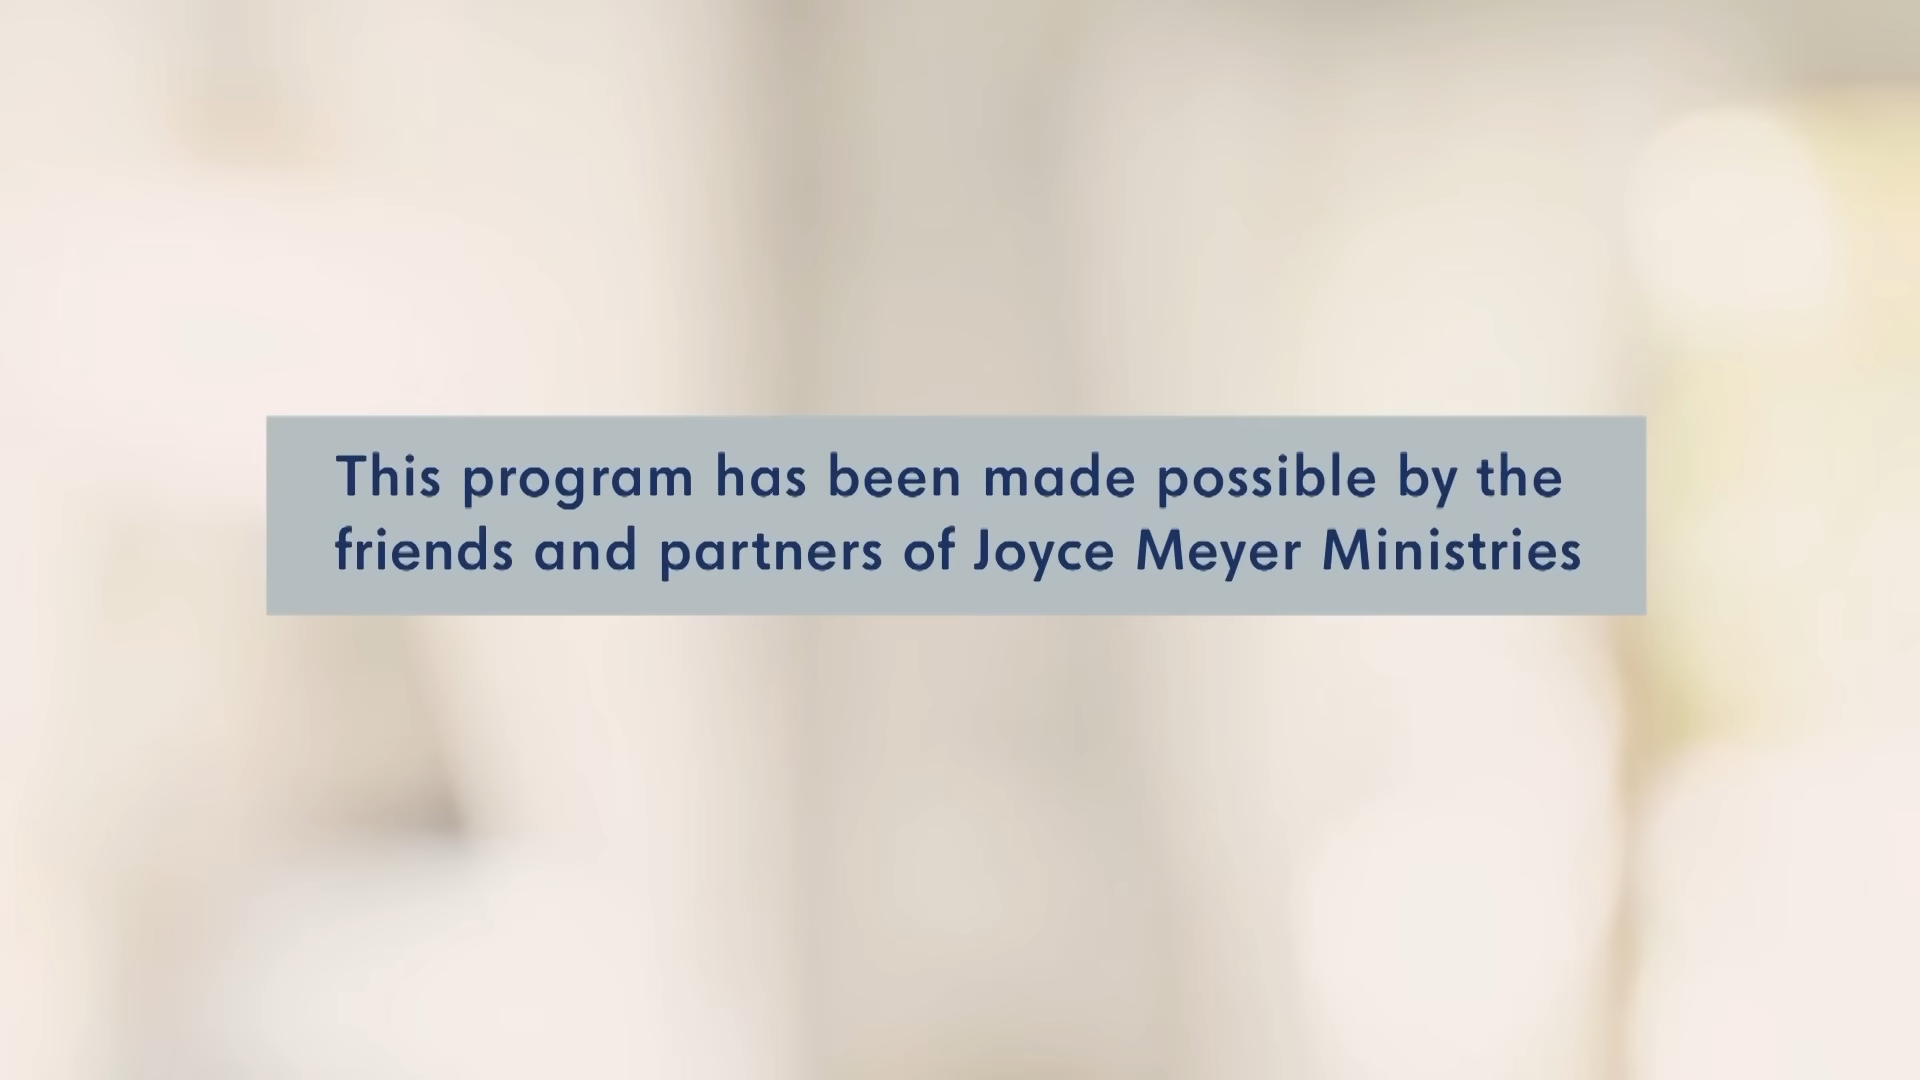 This program has been made possible by the
friends and partners of Joyce Meyer Ministries